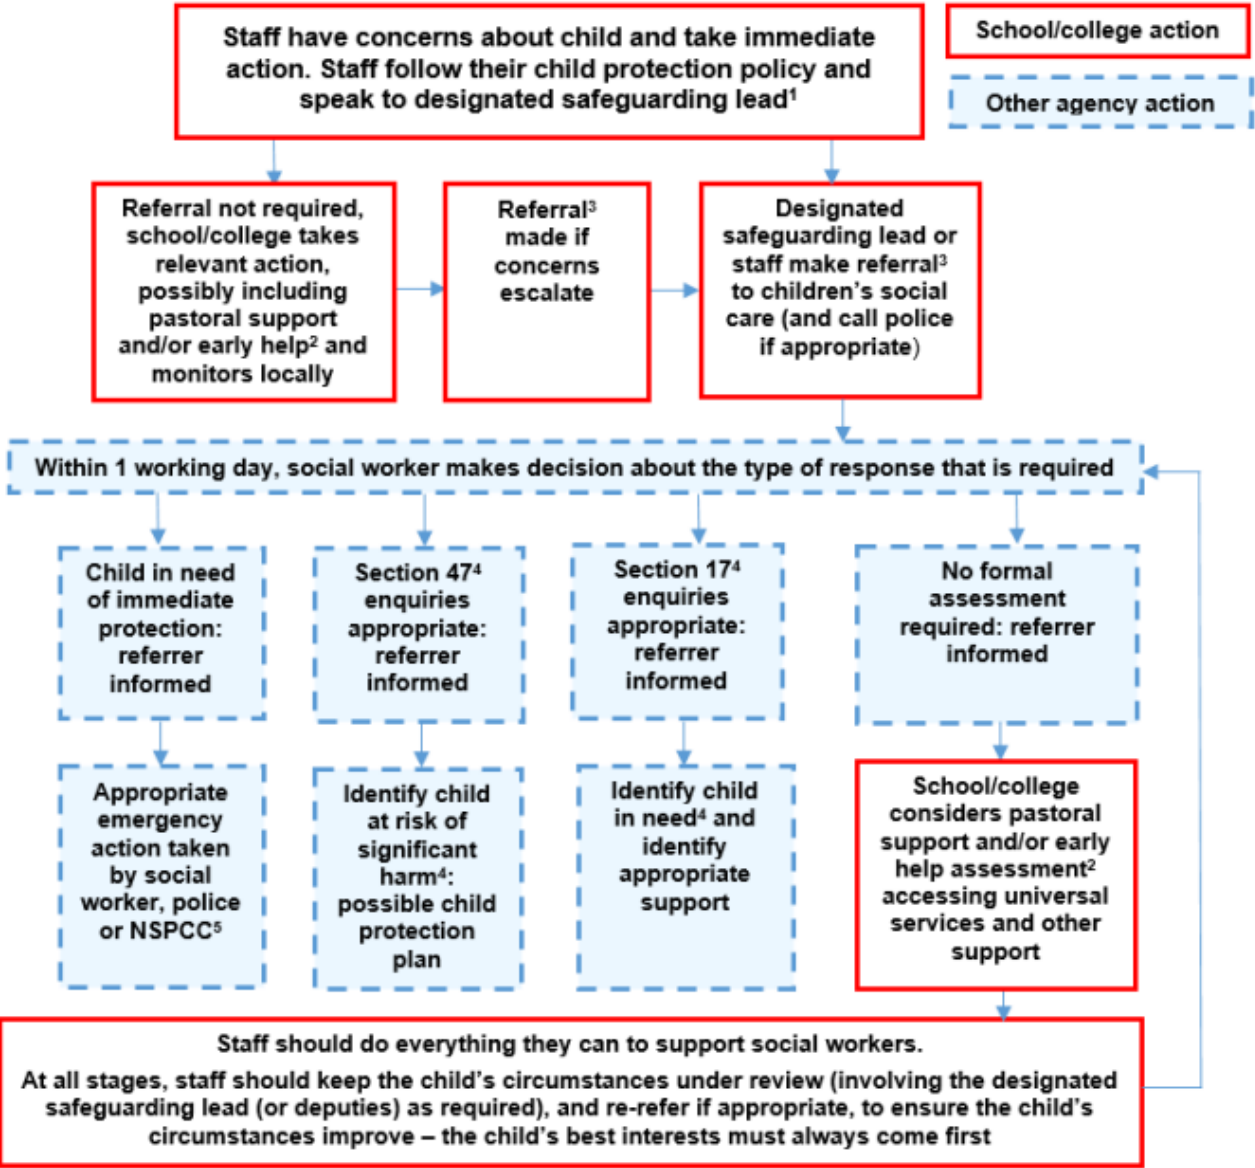 Staff have concerns about child and take immediate
action. Staff follow their child protection policy and
speak to designated safeguarding lead¹
School/college action
Other agency action
Referral not required,
school/college takes
relevant action,
possibly including
pastoral support
and/or early help² and
monitors locally
Referral³
made if
concerns
escalate
Designated
safeguarding lead or
staff make referral³
to children’s social
care (and call police
if appropriate)
Within 1 working day, social worker makes decision about the type of response that is required
Child in need
of immediate
protection:
referrer
informed
Section 47⁴
enquiries
appropriate:
referrer
informed
Section 17⁴
enquiries
appropriate:
referrer
informed
No formal
assessment
required: referrer
informed
Appropriate
emergency
action taken
by social
worker, police
or NSPCC⁵
Identify child
at risk of
significant
harm⁴:
possible child
protection
plan
Identify child
in need⁴ and
identify
appropriate
support
School/college
considers pastoral
support and/or early
help assessment²
accessing universal
services and other
support
Staff should do everything they can to support social workers.
At all stages, staff should keep the child’s circumstances under review (involving the designated
safeguarding lead (or deputies) as required), and re-refer if appropriate, to ensure the child’s
circumstances improve – the child’s best interests must always come first